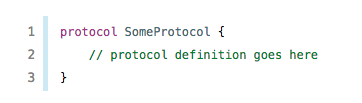 1 protocol SomeProtocol {
2     // protocol definition goes here
3 }